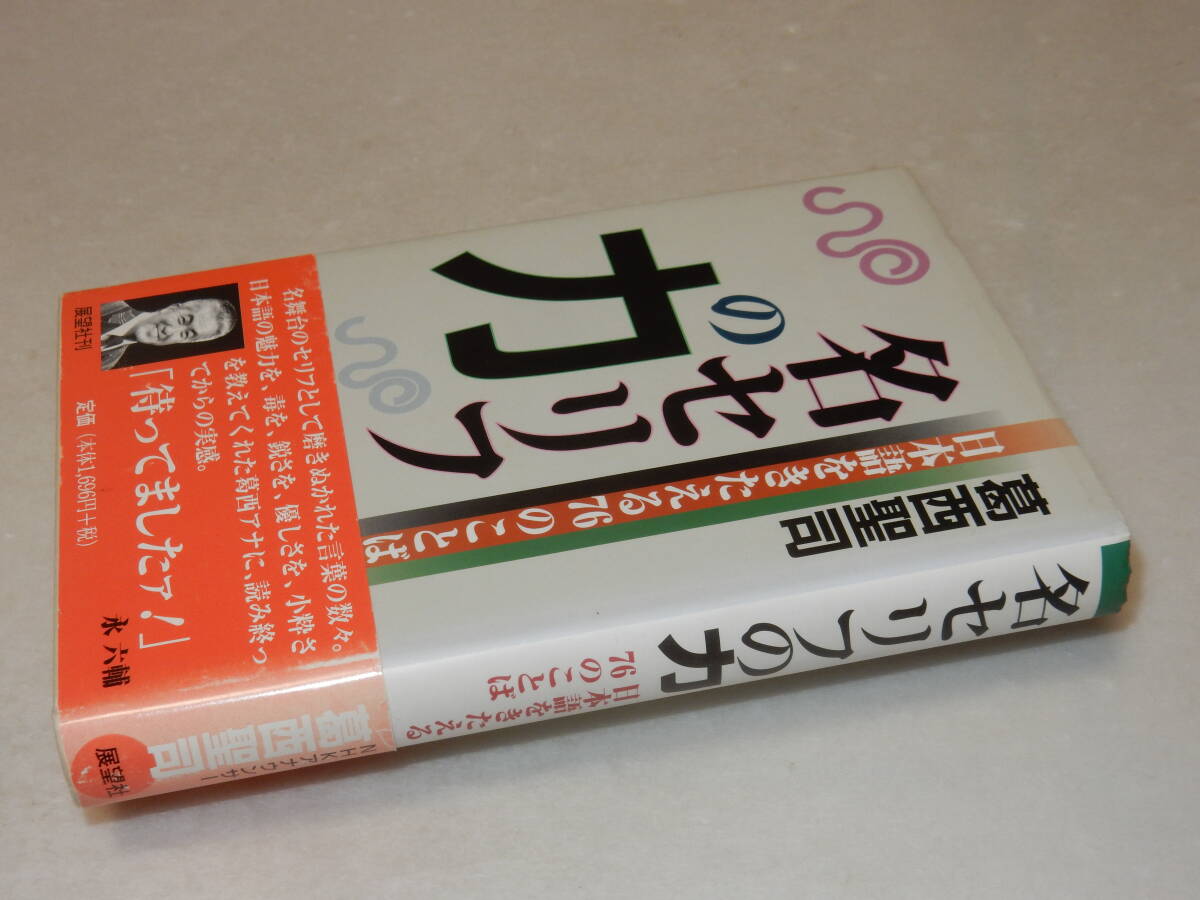 名セリフ
の
力
日本語をきたえる76のことば
葛西聖司
名舞台のセリフとして磨きぬかれた言葉の数々。
日本語の魅力を、毒を、鋭さを、優しさを、小粋さ
を教えてくれた葛西アナに、読み終っ
てからの実感。
「待ってましたァ!」
永六輔
展望社刊
定価(本体1,696円+税)
名セリフの力
日本語をきたえる
76のことば
NHKアナウンサー
葛西聖司
展望社